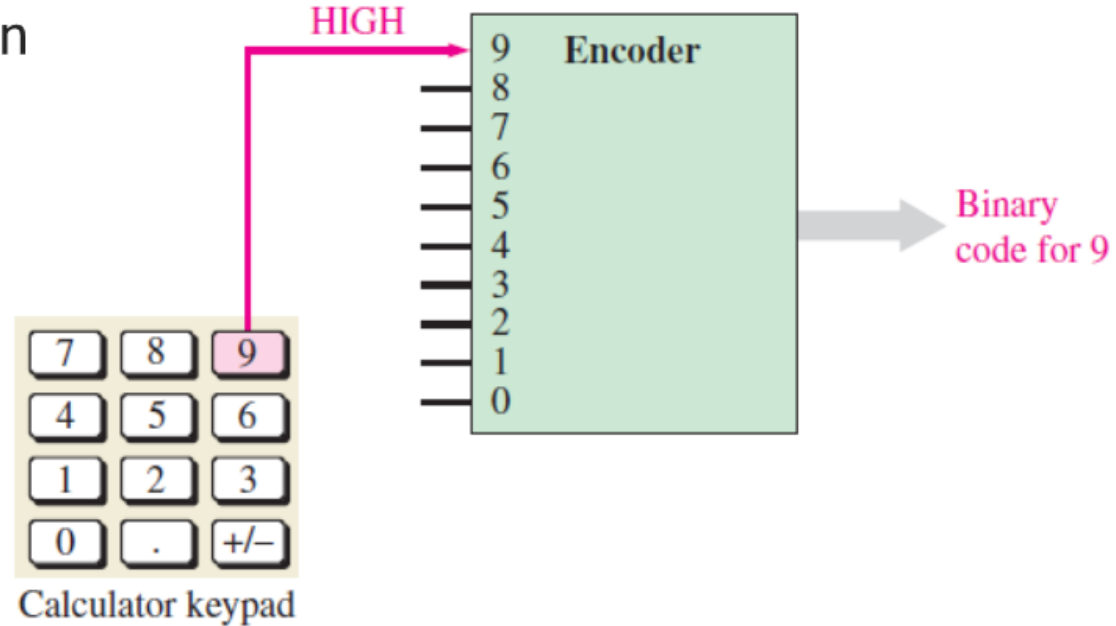 n
HIGH
9 Encoder
8
7
6
5
4
3
2
1
0
Binary
code for 9
7 8 9
4 5 6
1 2 3
0 . +/−
Calculator keypad